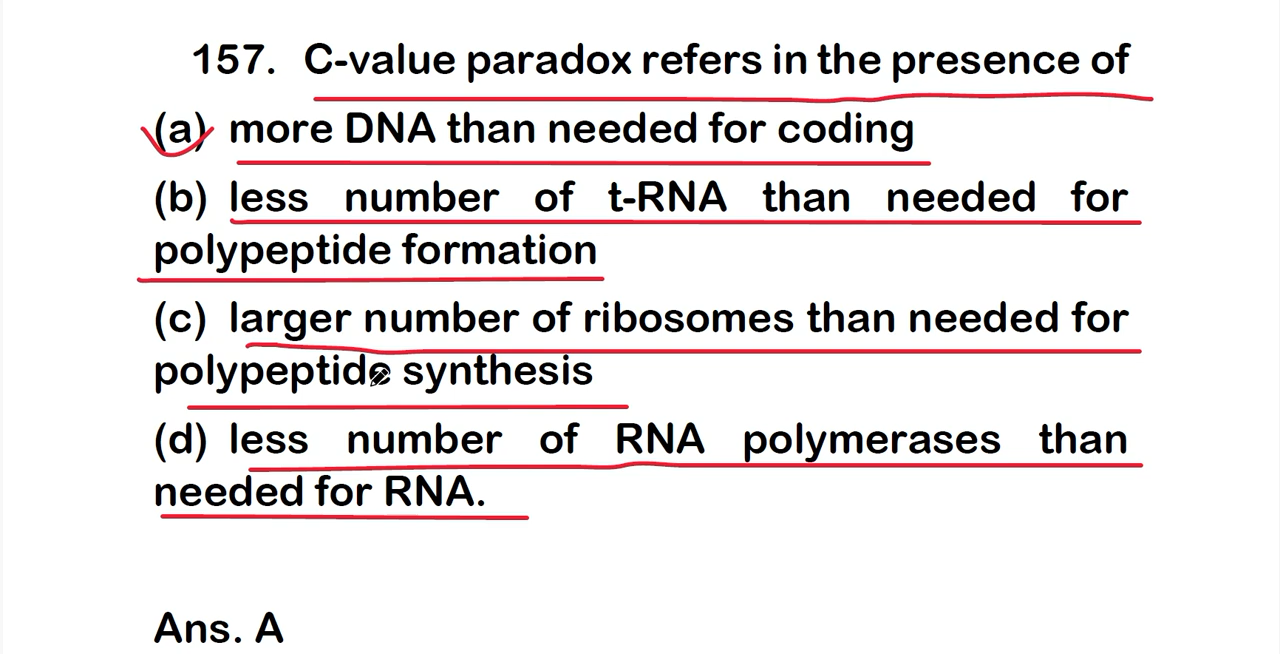 157. C-value paradox refers in the presence of
(a) more DNA than needed for coding
(b) less number of t-RNA than needed for
polypeptide formation
(c) larger number of ribosomes than needed for
polypeptide synthesis
(d) less number of RNA polymerases than
needed for RNA.
Ans. A